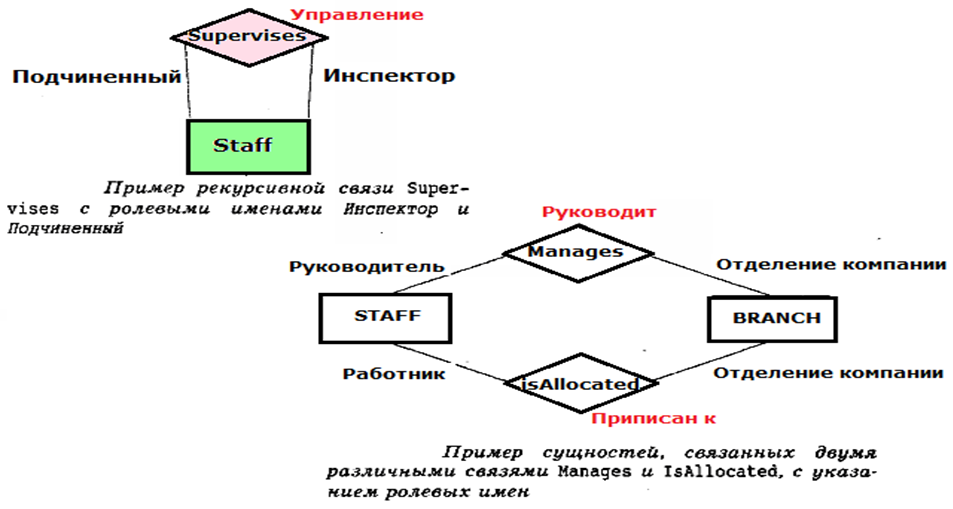 Управление
Supervises
Подчиненный
Инспектор
Staff
Пример рекурсивной связи Super-
vises с ролевыми именами Инспектор и
Подчиненный
Руководит
Manages
Руководитель
Отделение компании
STAFF
BRANCH
Работник
isAllocated
Отделение компании
Приписан к
Пример сущностей, связанных двумя
различными связями Manages и IsAllocated, с указа-
нием ролевых имен